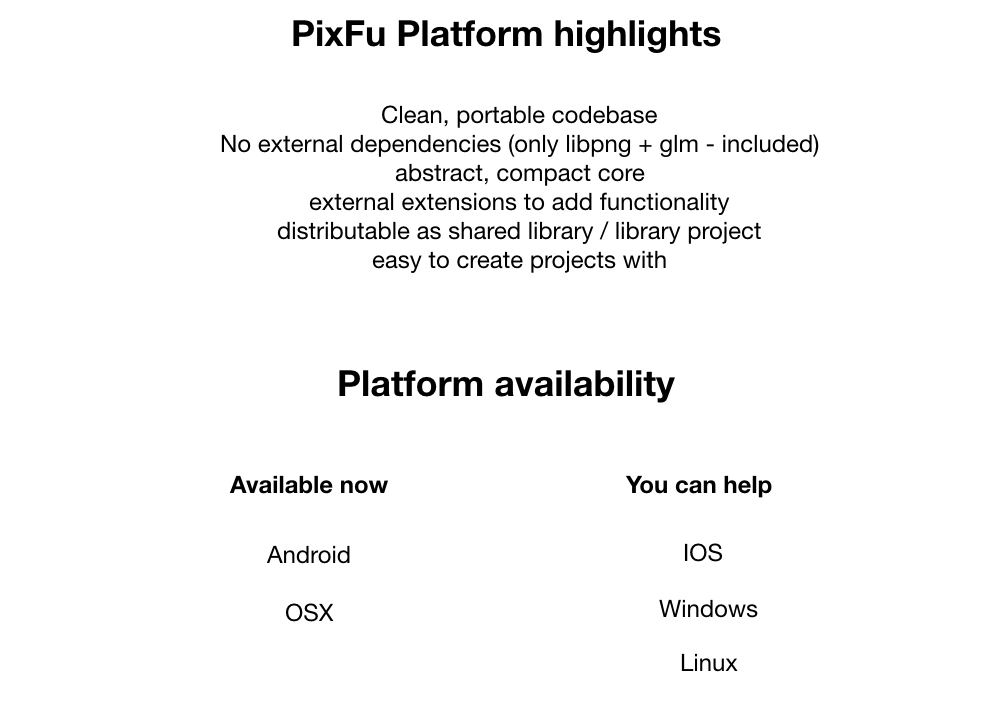 PixFu Platform highlights
Clean, portable codebase
No external dependencies (only libpng + glm - included)
abstract, compact core
external extensions to add functionality
distributable as shared library / library project
easy to create projects with
Platform availability
Available now
Android
OSX
You can help
IOS
Windows
Linux